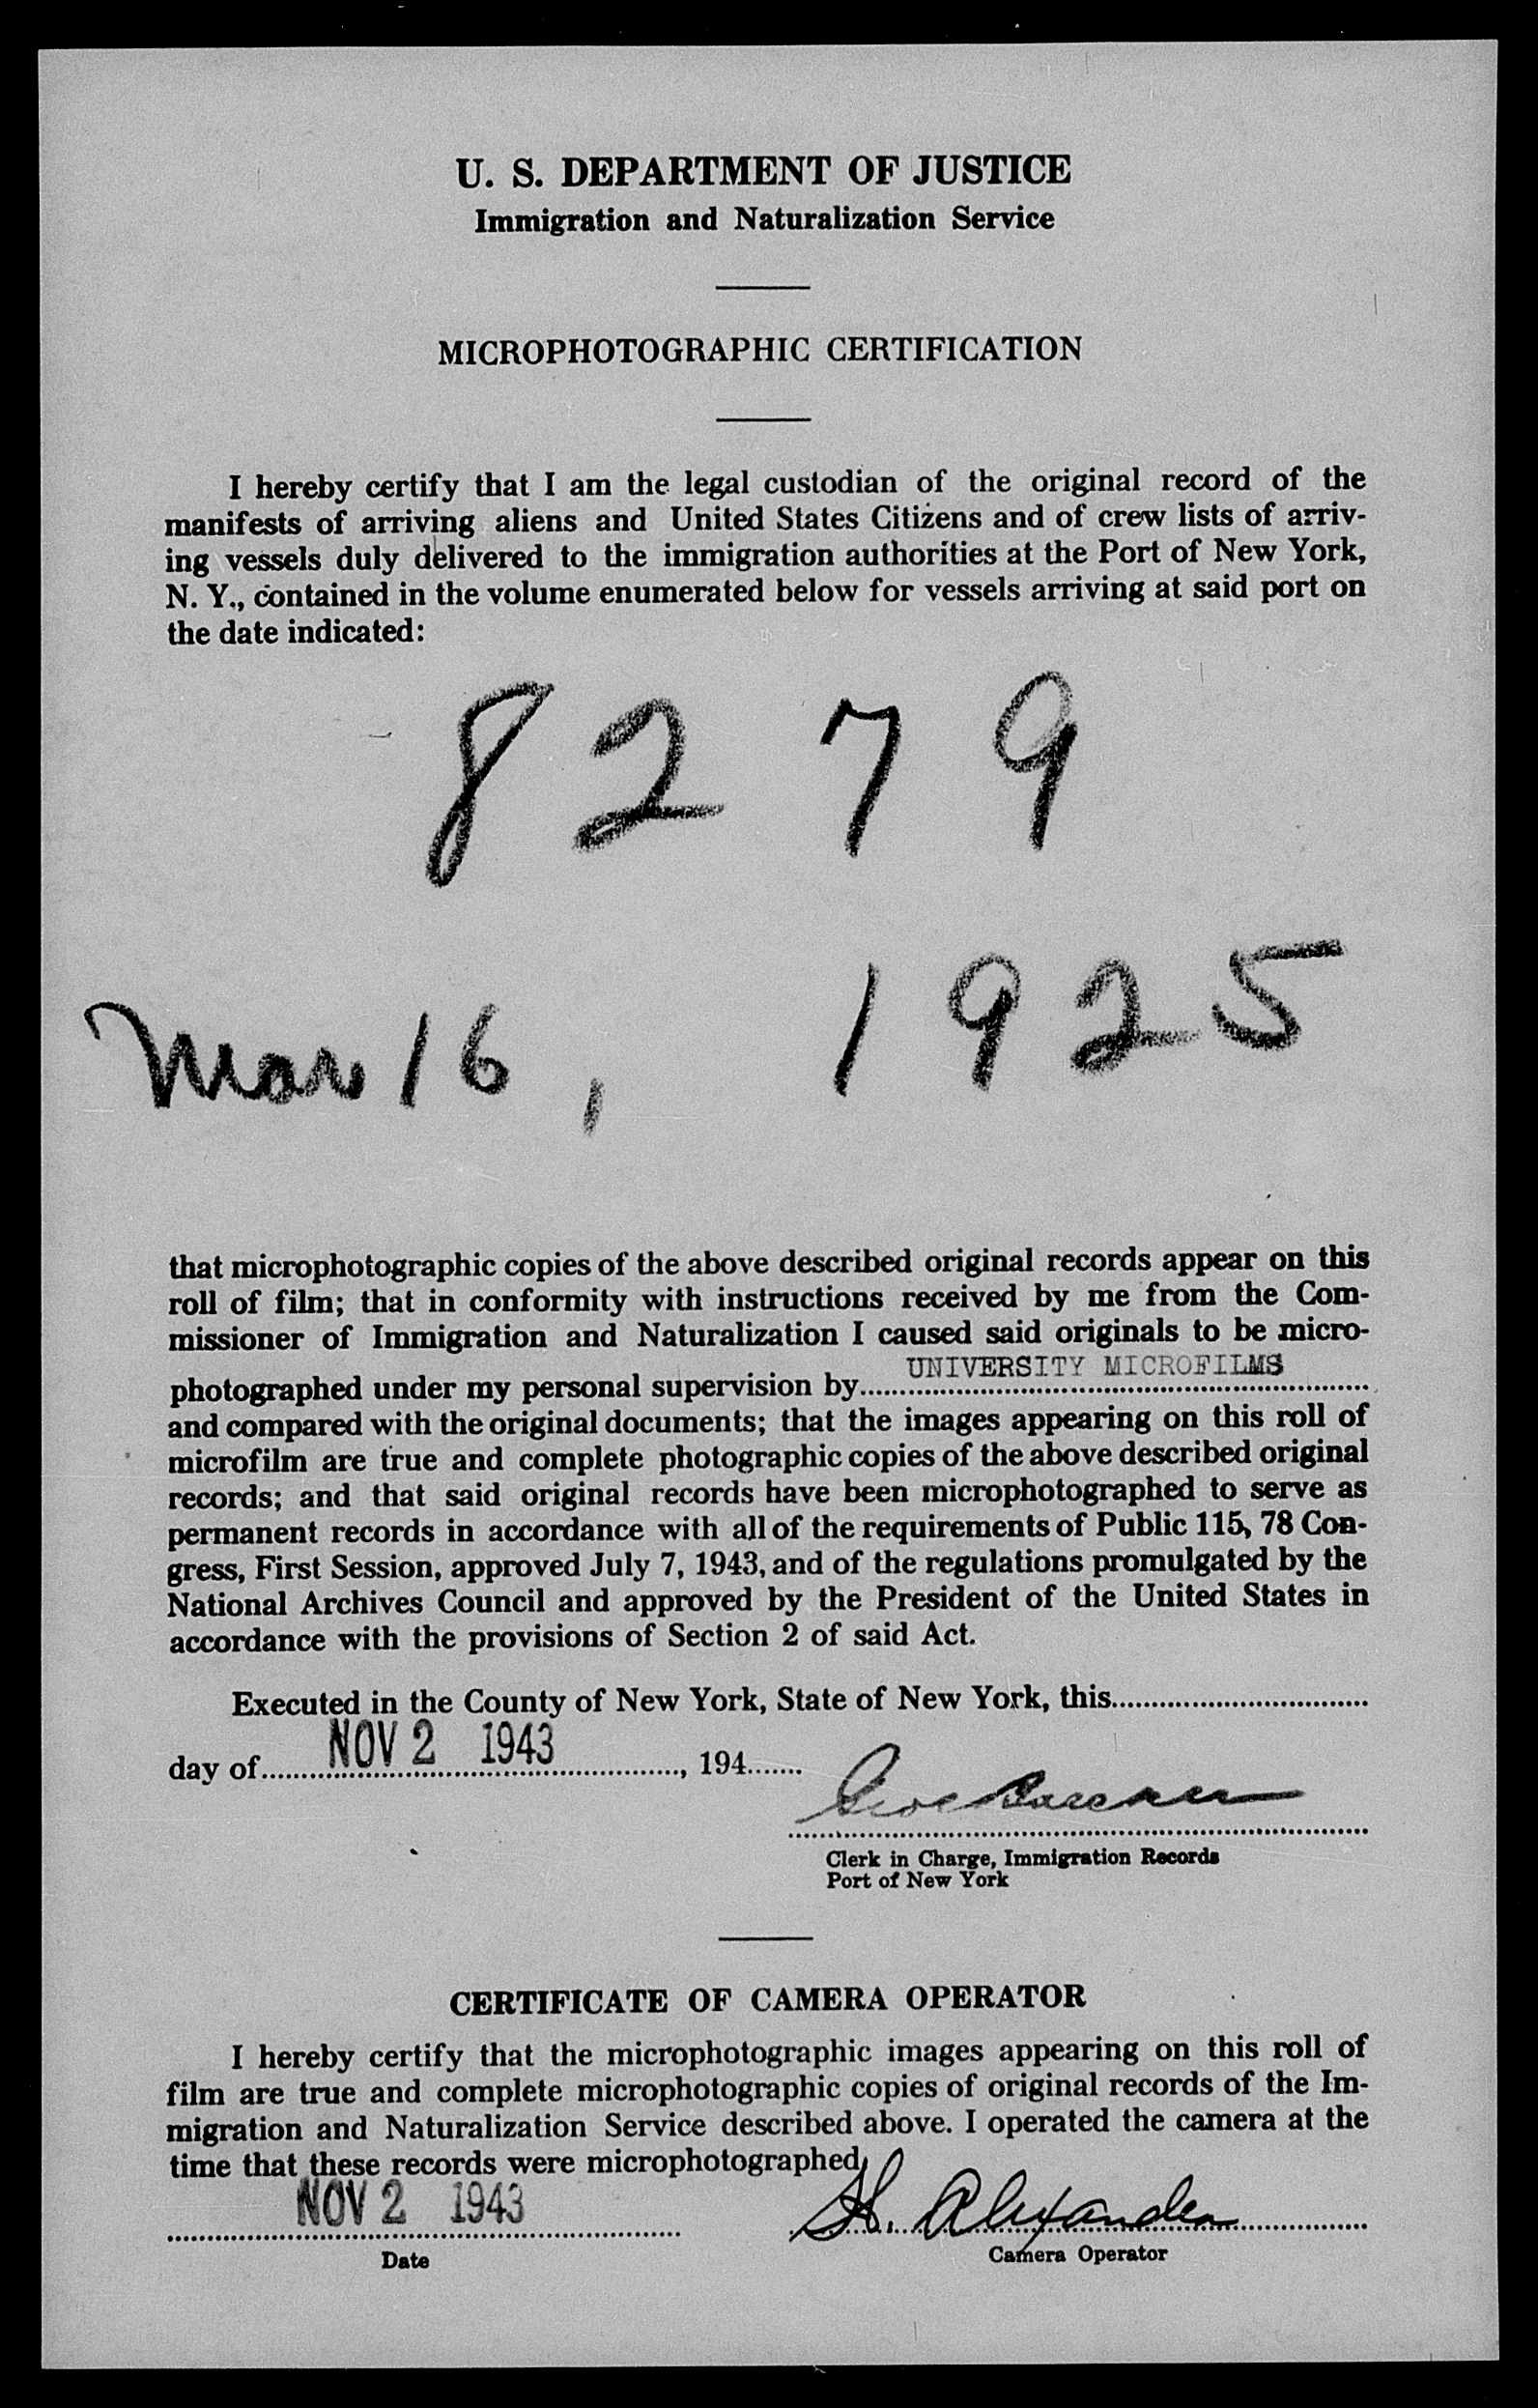 U. S. DEPARTMENT OF JUSTICE
Immigration and Naturalization Service
MICROPHOTOGRAPHIC CERTIFICATION
I hereby certify that I am the legal custodian of the original record of the
manifests of arriving aliens and United States Citizens and of crew lists of arriv-
ing vessels duly delivered to the immigration authorities at the Port of New York,
N. Y., contained in the volume enumerated below for vessels arriving at said port on
the date indicated:
8279
Mar 16, 1925
that microphotographic copies of the above described original records appear on this
roll of film; that in conformity with instructions received by me from the Com-
missioner of Immigration and Naturalization I caused said originals to be micro-
photographed under my personal supervision by UNIVERSITY MICROFILMS
and compared with the original documents; that the images appearing on this roll of
microfilm are true and complete photographic copies of the above described original
records; and that said original records have been microphotographed to serve as
permanent records in accordance with all of the requirements of Public 115, 78 Con-
gress, First Session, approved July 7, 1943, and of the regulations promulgated by the
National Archives Council and approved by the President of the United States in
accordance with the provisions of Section 2 of said Act.
Executed in the County of New York, State of New York, this
day of NOV 2 1943, 194
Clerk in Charge, Immigration Records
Port of New York
CERTIFICATE OF CAMERA OPERATOR
I hereby certify that the microphotographic images appearing on this roll of
film are true and complete microphotographic copies of original records of the Im-
migration and Naturalization Service described above. I operated the camera at the
time that these records were microphotographed.
NOV 2 1943 H. Alexander
Date Camera Operator